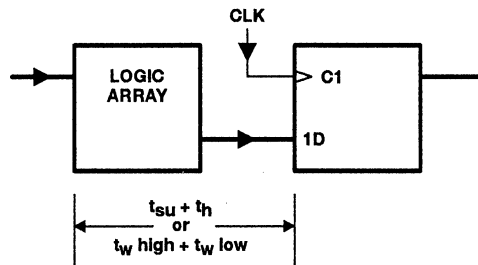 CLK
LOGIC
ARRAY
C1
1D
tsu + th
or
tw high + tw low